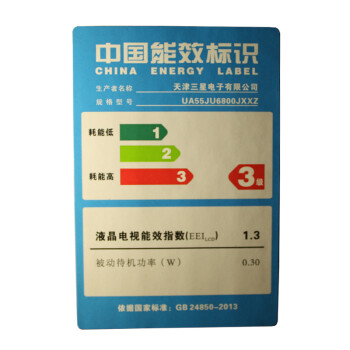 中国能效标识
CHINA ENERGY LABEL
生产者名称 天津三星电子有限公司
规格型号 UA55JU6800JXXZ
耗能低 1
2
耗能高 3 3级
液晶电视能效指数(EEILCD) 1.3
被动待机功率(W) 0.30
依据国家标准:GB 24850-2013